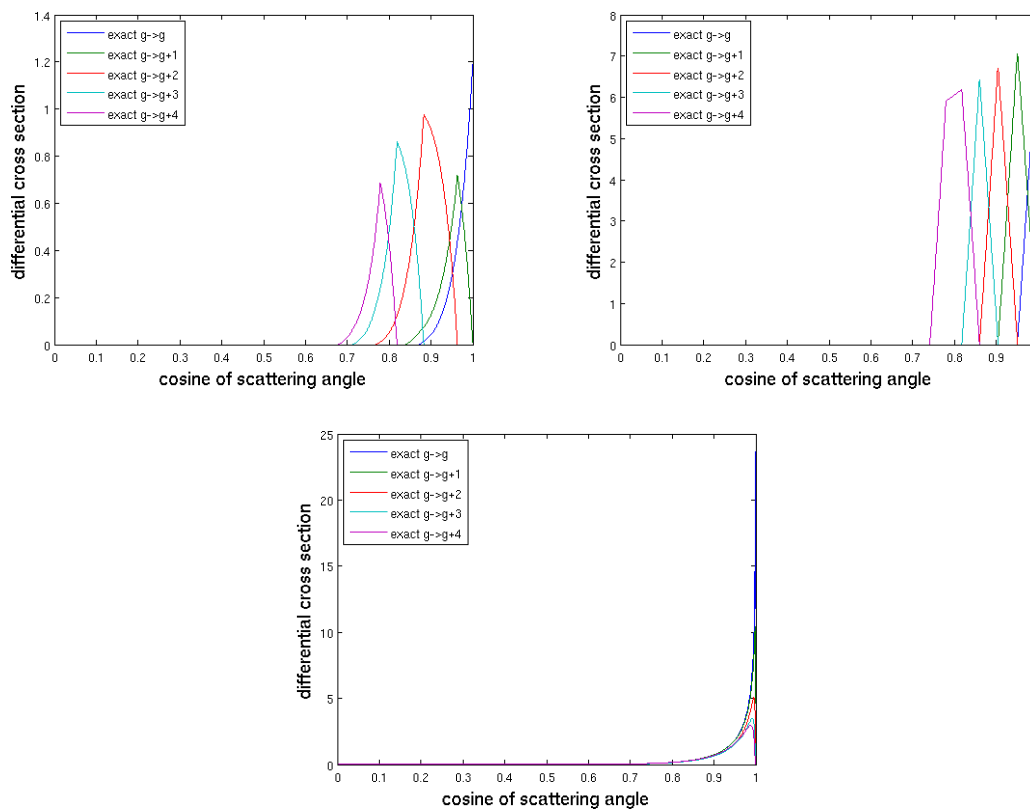 1.4
1.2
1
0.8
0.6
0.4
0.2
0
exact g->g
exact g->g+1
exact g->g+2
exact g->g+3
exact g->g+4
differential cross section
0 0.1 0.2 0.3 0.4 0.5 0.6 0.7 0.8 0.9 1
cosine of scattering angle
8
7
6
5
4
3
2
1
0
exact g->g
exact g->g+1
exact g->g+2
exact g->g+3
exact g->g+4
differential cross section
0 0.1 0.2 0.3 0.4 0.5 0.6 0.7 0.8 0.9
cosine of scattering angle
25
20
15
10
5
0
exact g->g
exact g->g+1
exact g->g+2
exact g->g+3
exact g->g+4
differential cross section
0 0.1 0.2 0.3 0.4 0.5 0.6 0.7 0.8 0.9 1
cosine of scattering angle